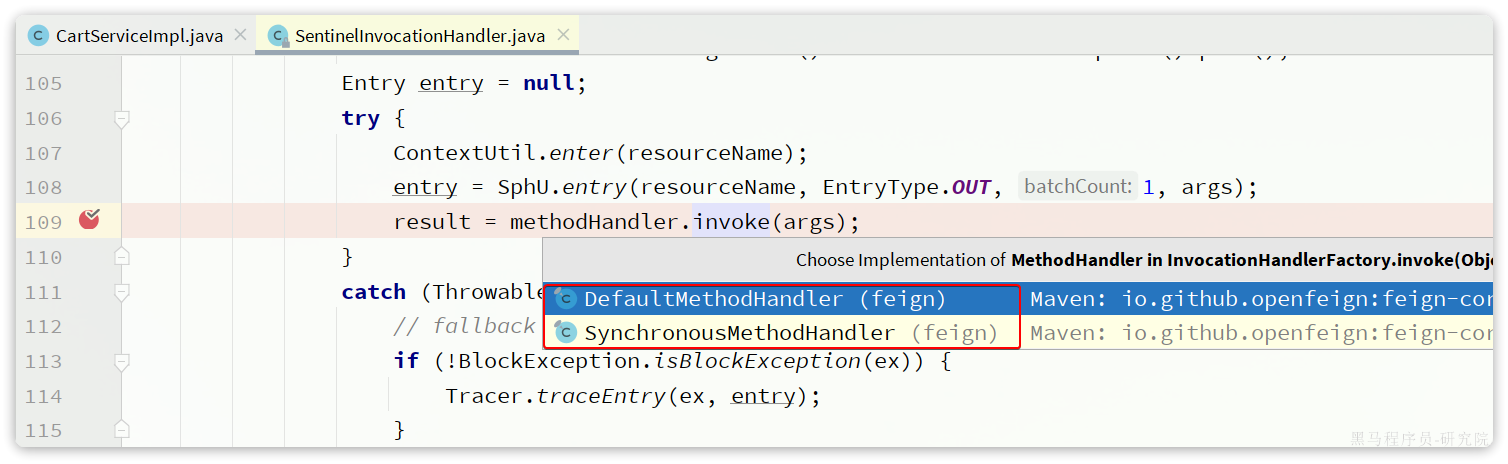 CartServiceImpl.java SentinelInvocationHandler.java
105 Entry entry = null;
106 try {
107 ContextUtil.enter(resourceName);
108 entry = SphU.entry(resourceName, EntryType.OUT, batchCount: 1, args);
109 result = methodHandler.invoke(args);
110 }
Choose Implementation of MethodHandler in InvocationHandlerFactory.invoke(Obje
111 catch (Throwable
DefaultMethodHandler (feign) Maven: io.github.openfeign:feign-cor
112 // fallback
SynchronousMethodHandler (feign) Maven: io.github.openfeign:feign-cor
113 if (!BlockException.isBlockException(ex)) {
114 Tracer.traceEntry(ex, entry);
115 }
黑马程序员-研究院